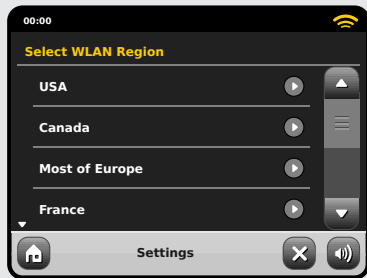 00:00
Select WLAN Region
USA
Canada
Most of Europe
France
Settings